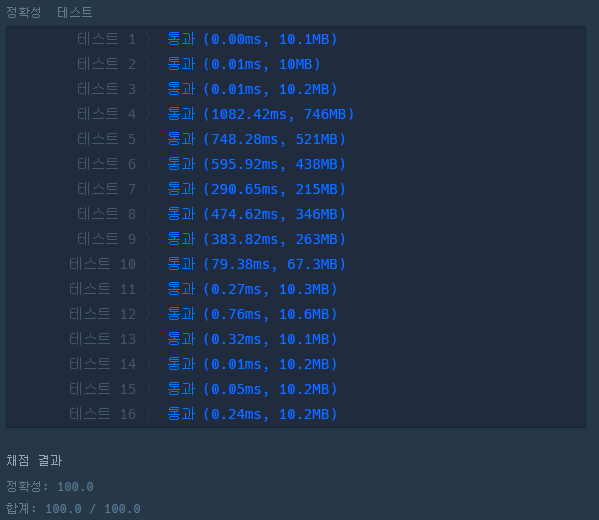 정확성 테스트
테스트 1 〉 통과 (0.00ms, 10.1MB)
테스트 2 〉 통과 (0.01ms, 10MB)
테스트 3 〉 통과 (0.01ms, 10.2MB)
테스트 4 〉 통과 (1082.42ms, 746MB)
테스트 5 〉 통과 (748.28ms, 521MB)
테스트 6 〉 통과 (595.92ms, 438MB)
테스트 7 〉 통과 (290.65ms, 215MB)
테스트 8 〉 통과 (474.62ms, 346MB)
테스트 9 〉 통과 (383.82ms, 263MB)
테스트 10 〉 통과 (79.38ms, 67.3MB)
테스트 11 〉 통과 (0.27ms, 10.3MB)
테스트 12 〉 통과 (0.76ms, 10.6MB)
테스트 13 〉 통과 (0.32ms, 10.1MB)
테스트 14 〉 통과 (0.01ms, 10.2MB)
테스트 15 〉 통과 (0.05ms, 10.2MB)
테스트 16 〉 통과 (0.24ms, 10.2MB)
채점 결과
정확성: 100.0
합계: 100.0 / 100.0